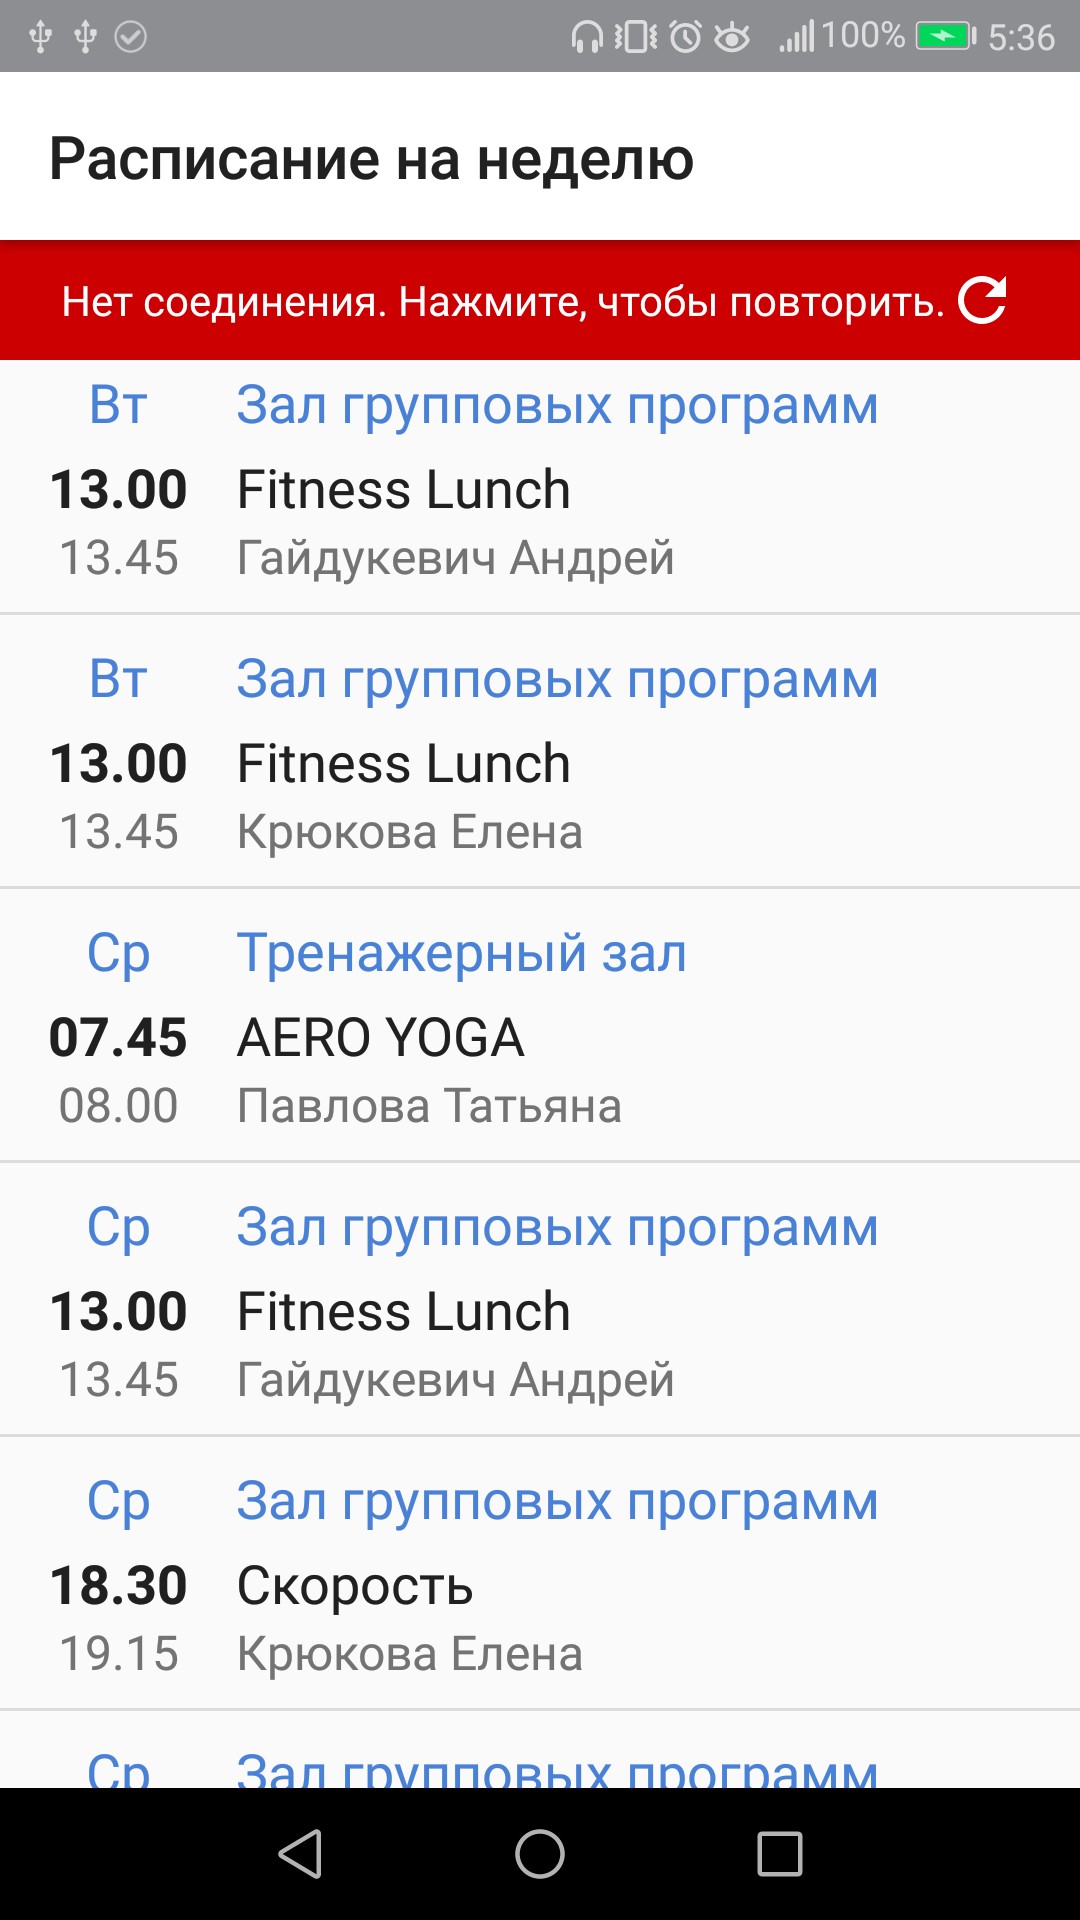 100% 5:36
Расписание на неделю
Нет соединения. Нажмите, чтобы повторить.
Вт Зал групповых программ
13.00 Fitness Lunch
13.45 Гайдукевич Андрей
Вт Зал групповых программ
13.00 Fitness Lunch
13.45 Крюкова Елена
Ср Тренажерный зал
07.45 AERO YOGA
08.00 Павлова Татьяна
Ср Зал групповых программ
13.00 Fitness Lunch
13.45 Гайдукевич Андрей
Ср Зал групповых программ
18.30 Скорость
19.15 Крюкова Елена
Ср Зал групповых программ